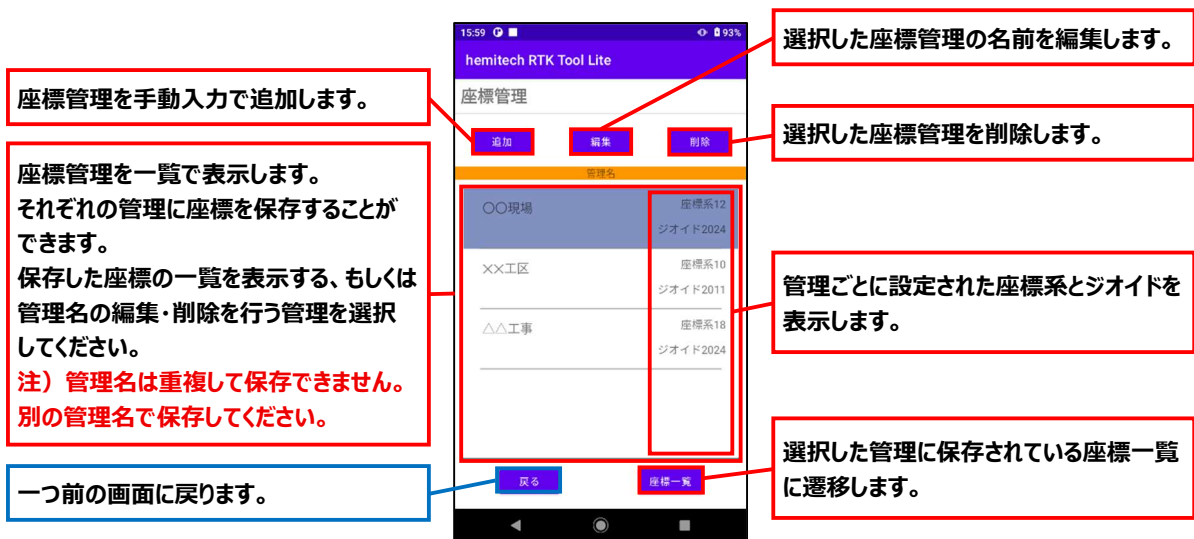 座標管理を手動入力で追加します。
座標管理を一覧で表示します。
それぞれの管理に座標を保存することが
できます。
保存した座標の一覧を表示する、もしくは
管理名の編集・削除を行う管理を選択
してください。
注）管理名は重複して保存できません。
別の管理名で保存してください。
一つ前の画面に戻ります。
15:59
93%
hemitech RTK Tool Lite
座標管理
追加 編集 削除
管理名
〇〇現場 座標系12
ジオイド2024
××工区 座標系10
ジオイド2011
△△工事 座標系18
ジオイド2024
戻る 座標一覧
選択した座標管理の名前を編集します。
選択した座標管理を削除します。
管理ごとに設定された座標系とジオイドを
表示します。
選択した管理に保存されている座標一覧
に遷移します。